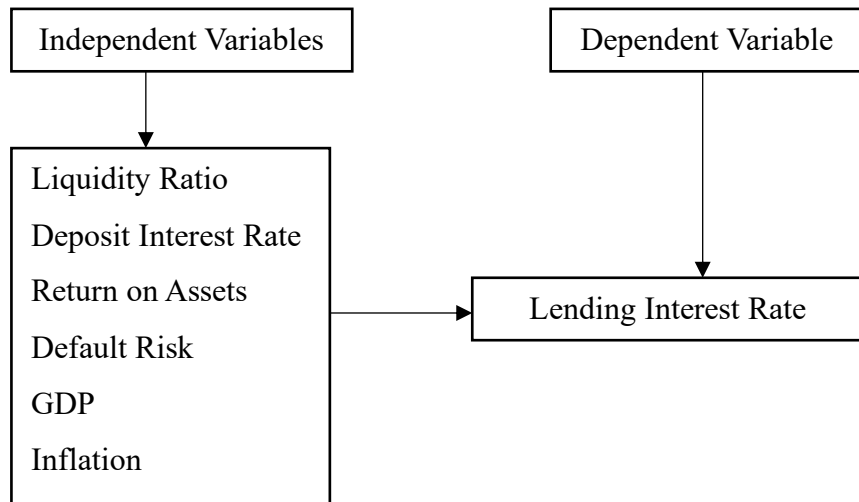 Independent Variables
Dependent Variable
Liquidity Ratio
Deposit Interest Rate
Return on Assets
Default Risk
GDP
Inflation
Lending Interest Rate